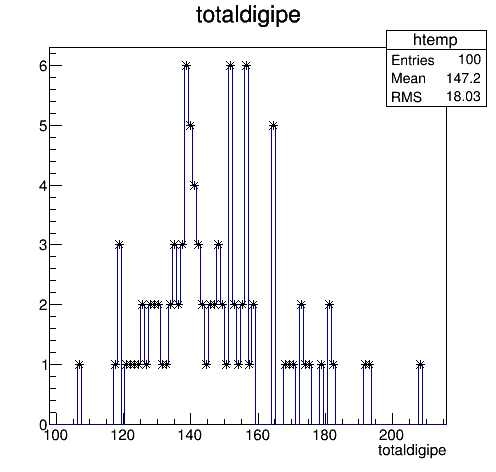 totaldigipe
htemp
Entries 100
Mean 147.2
RMS 18.03
6
5
4
3
2
1
0
100 120 140 160 180 200
totaldigipe